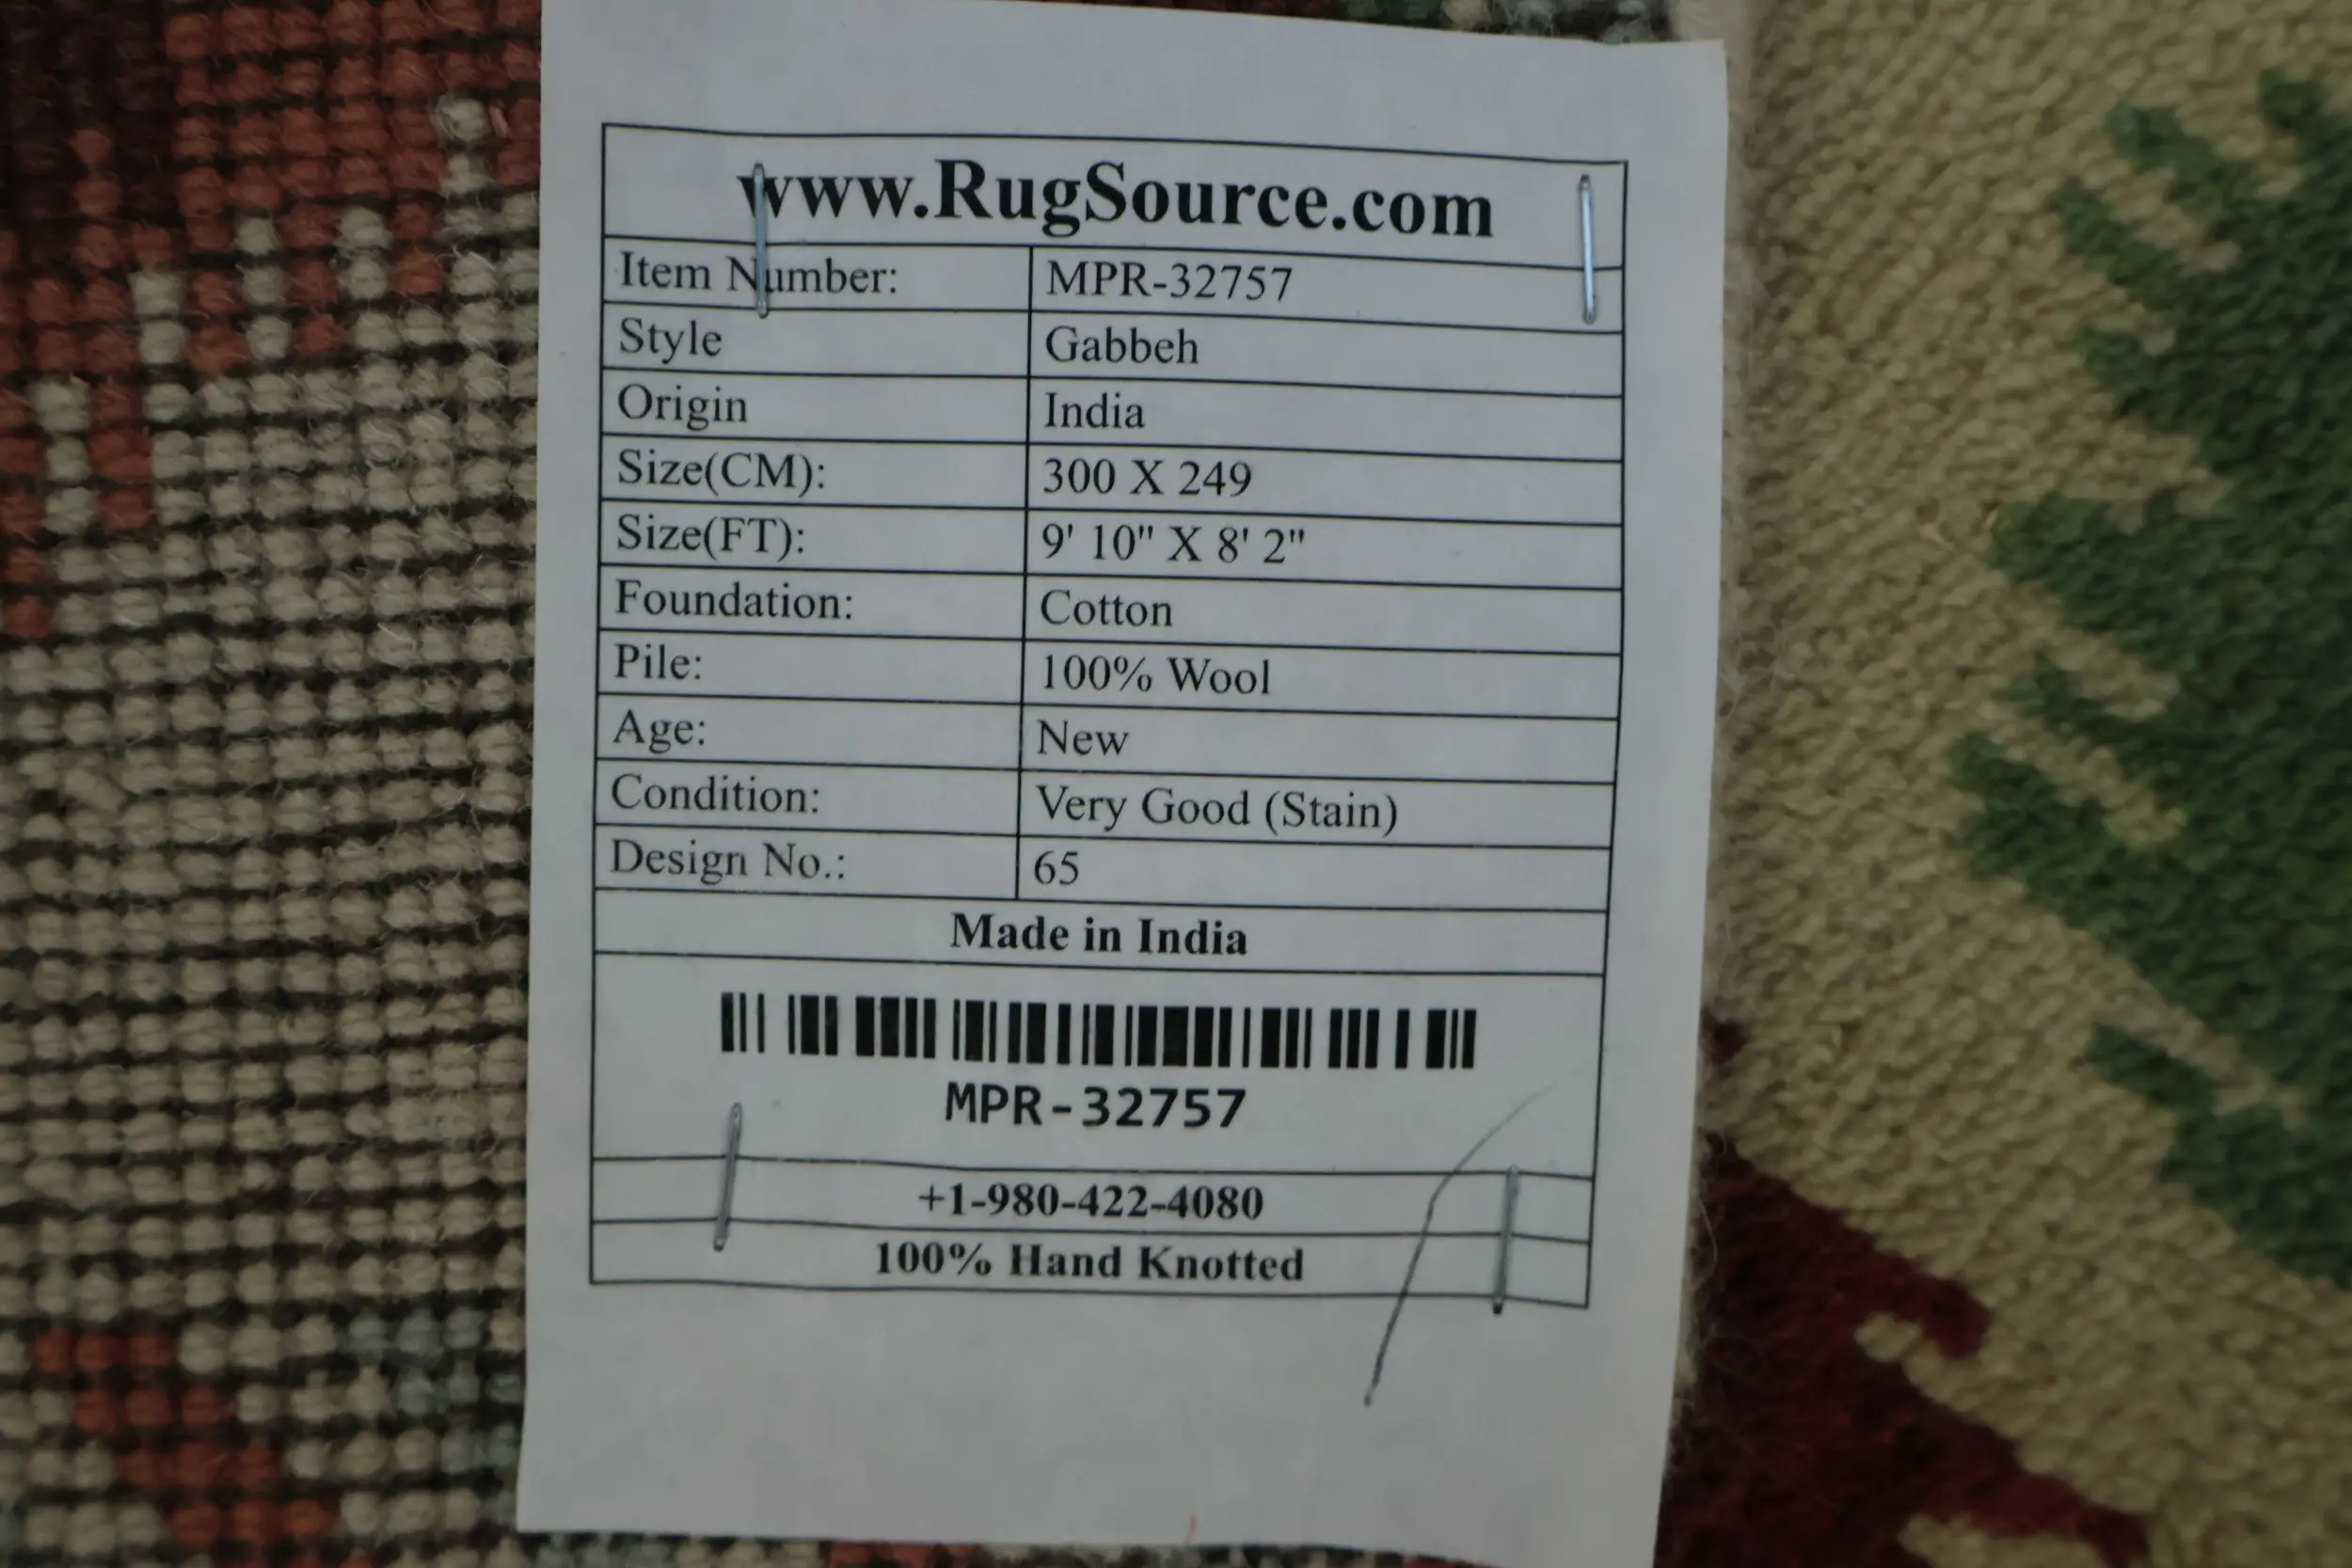 www.RugSource.com
Item Number: MPR-32757
Style Gabbeh
Origin India
Size(CM): 300 X 249
Size(FT): 9' 10" X 8' 2"
Foundation: Cotton
Pile: 100% Wool
Age: New
Condition: Very Good (Stain)
Design No.: 65
Made in India
MPR-32757
+1-980-422-4080
100% Hand Knotted